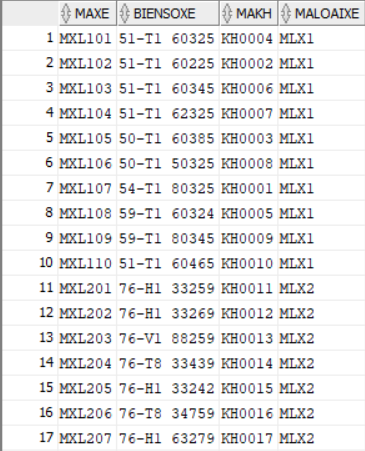 MAXE BIENSOXE MAKH MALOAIXE
1 MXL101 51-T1 60325 KH0004 MLX1
2 MXL102 51-T1 60225 KH0002 MLX1
3 MXL103 51-T1 60345 KH0006 MLX1
4 MXL104 51-T1 62325 KH0007 MLX1
5 MXL105 50-T1 60385 KH0003 MLX1
6 MXL106 50-T1 50325 KH0008 MLX1
7 MXL107 54-T1 80325 KH0001 MLX1
8 MXL108 59-T1 60324 KH0005 MLX1
9 MXL109 59-T1 80345 KH0009 MLX1
10 MXL110 51-T1 60465 KH0010 MLX1
11 MXL201 76-H1 33259 KH0011 MLX2
12 MXL202 76-H1 33269 KH0012 MLX2
13 MXL203 76-V1 88259 KH0013 MLX2
14 MXL204 76-T8 33439 KH0014 MLX2
15 MXL205 76-H1 33242 KH0015 MLX2
16 MXL206 76-T8 34759 KH0016 MLX2
17 MXL207 76-H1 63279 KH0017 MLX2